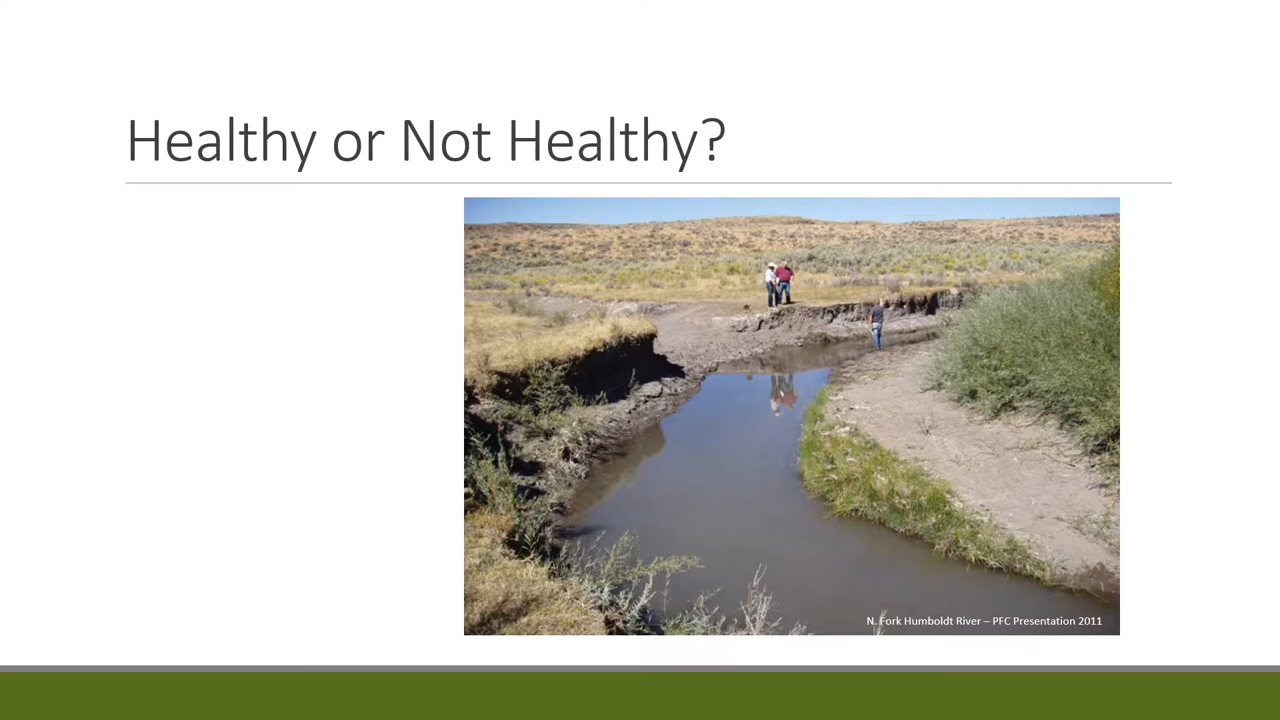 Healthy or Not Healthy?
N. Fork Humboldt River – PFC Presentation 2011